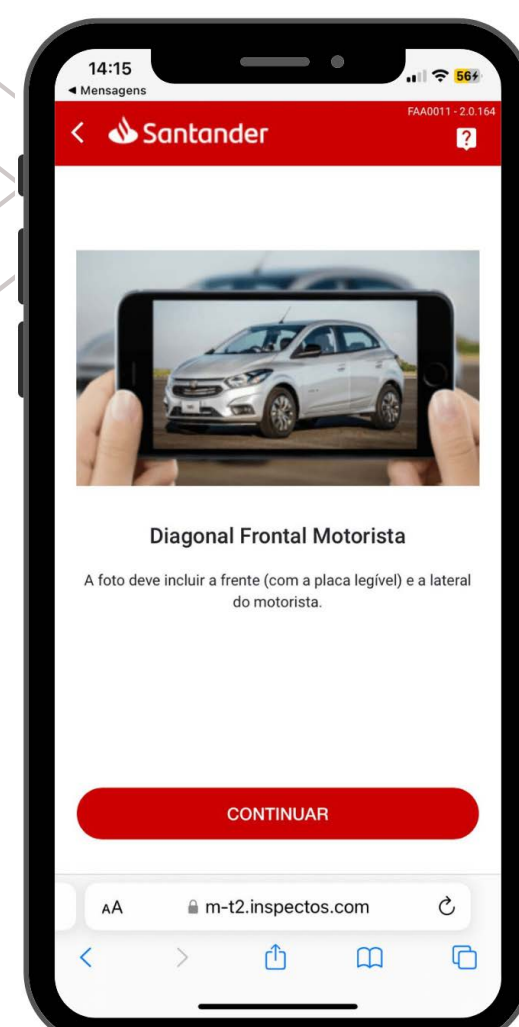 14:15
56
◀ Mensagens
FAA0011 - 2.0.164
Santander
?
Diagonal Frontal Motorista
A foto deve incluir a frente (com a placa legível) e a lateral
do motorista.
CONTINUAR
AA
m-t2.inspectos.com